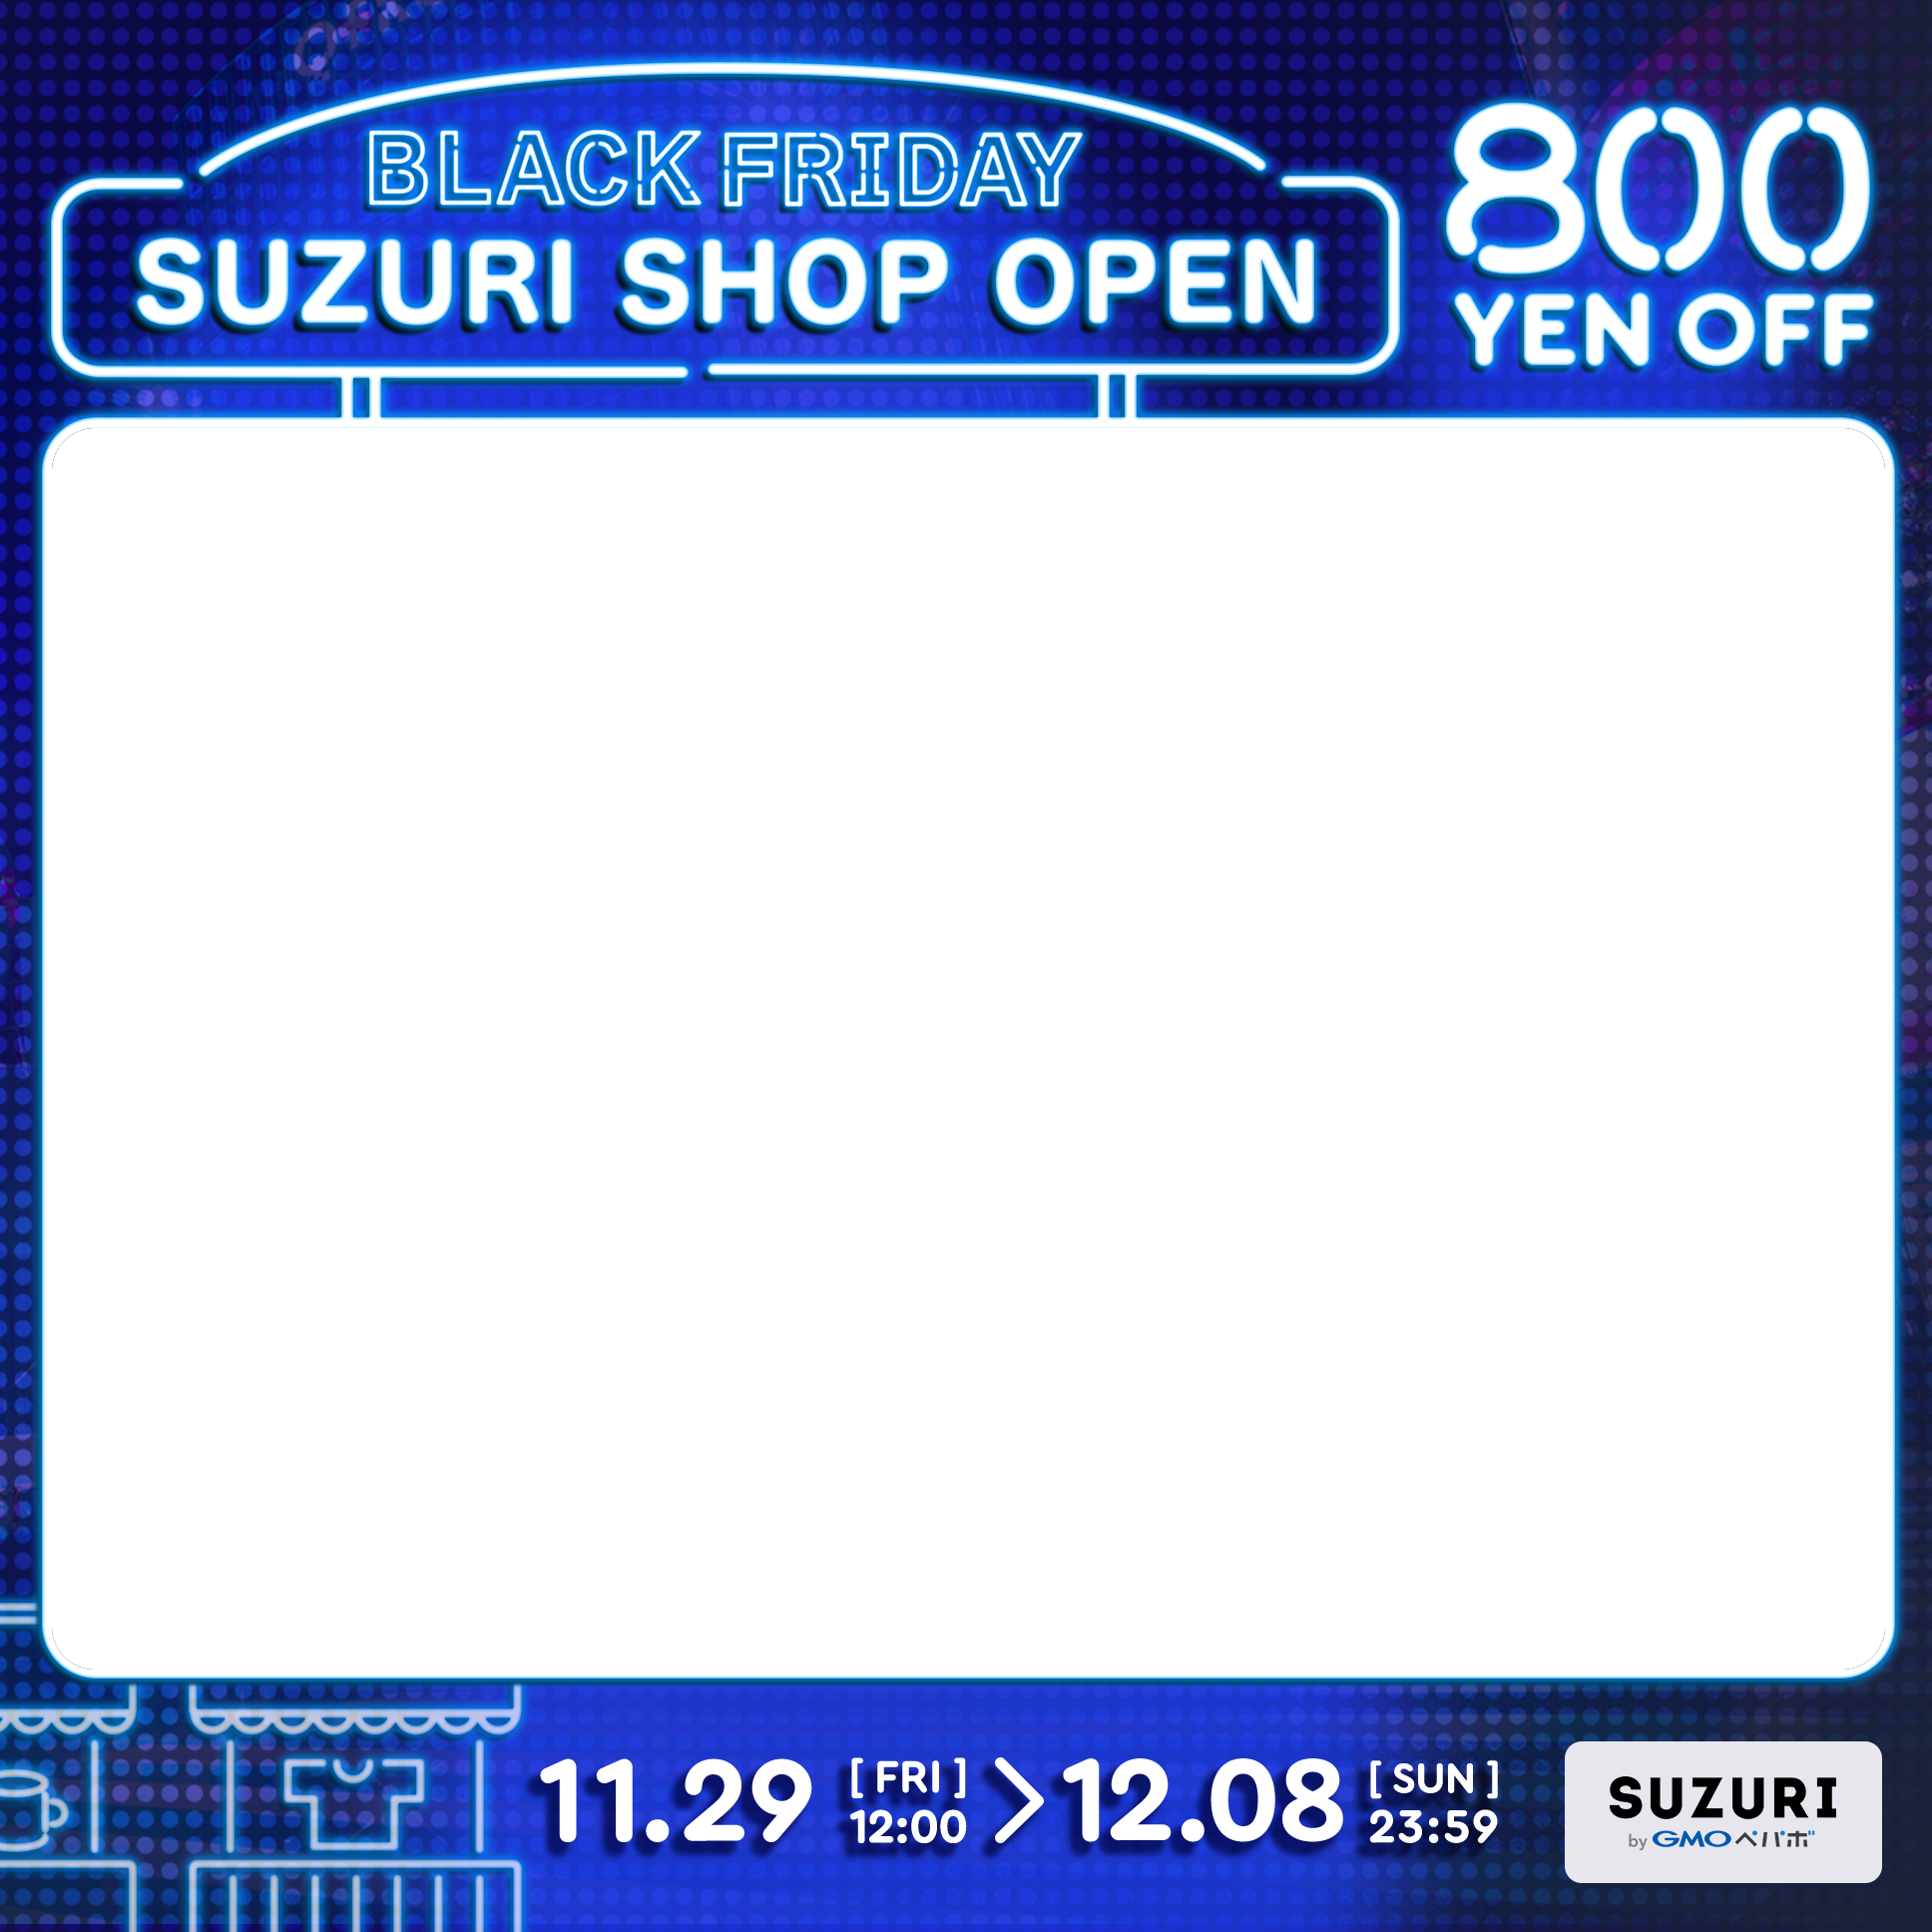 BLACK FRIDAY
SUZURI SHOP OPEN
800
YEN OFF
11.29 [FRI] 12:00 > 12.08 [SUN] 23:59
SUZURI
by GMOペパボ